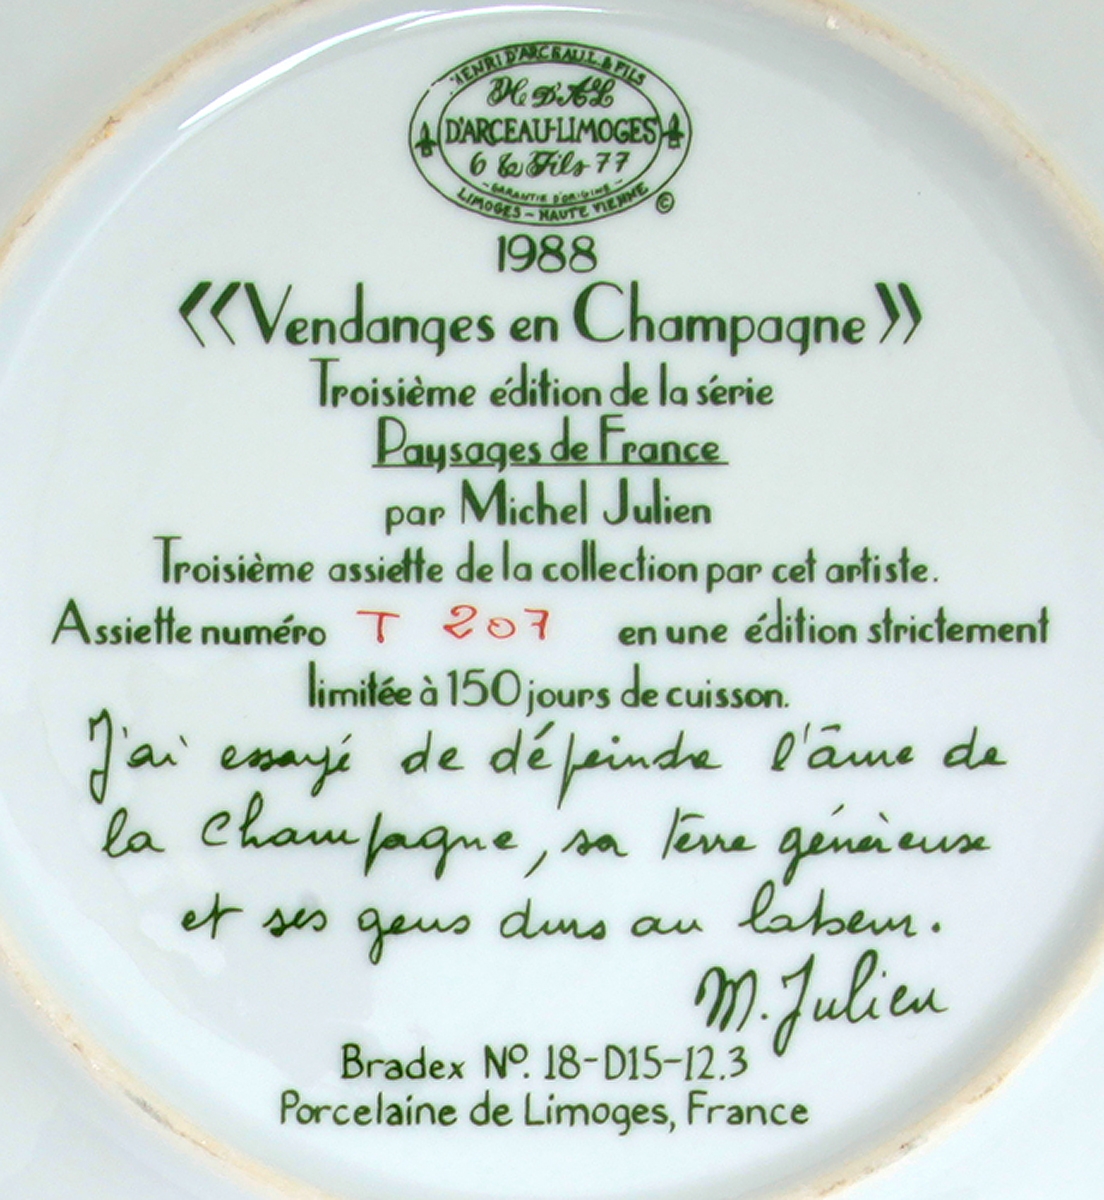 HENRI D'ARCEAU L. & FILS
H. D'A L.
D'ARCEAU-LIMOGES
6 & Fils 77
- GARANTIE D'ORIGINE -
LIMOGES - HAUTE VIENNE ©
1988
«Vendanges en Champagne»
Troisième édition de la série
Paysages de France
par Michel Julien
Troisième assiette de la collection par cet artiste.
Assiette numéro T 207 en une édition strictement
limitée à 150 jours de cuisson.
J'ai essayé de dépeindre l'âme de
la Champagne, sa terre généreuse
et ses gens durs au labeur.
M. Julien
Bradex Nº. 18-D15-12.3
Porcelaine de Limoges, France